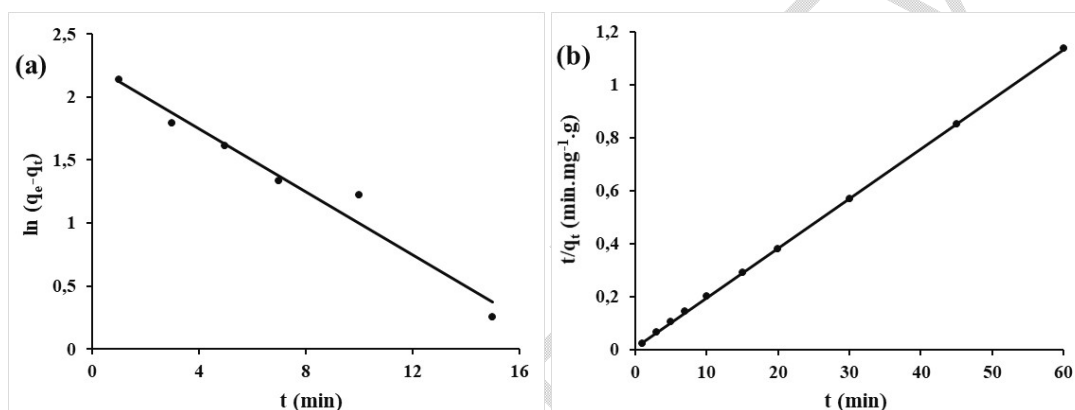 (a)
2,5
2
1,5
1
0,5
0
0 4 8 12 16
ln (qₑ-qₜ)
t (min)
(b)
1,2
1
0,8
0,6
0,4
0,2
0
0 10 20 30 40 50 60
t/qₜ (min.mg⁻¹.g)
t (min)